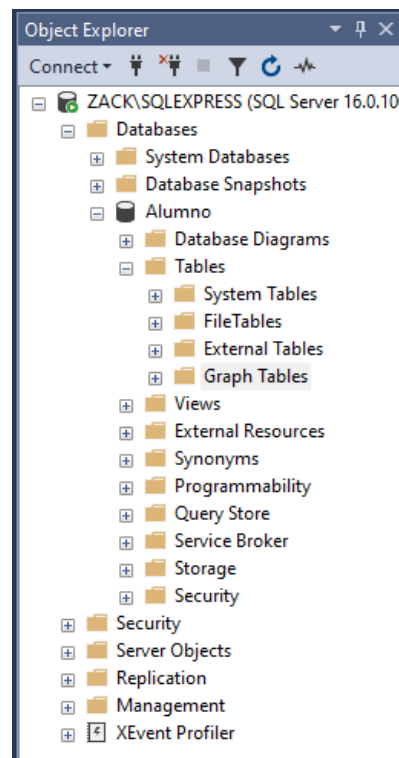 Object Explorer
Connect
ZACK\SQLEXPRESS (SQL Server 16.0.10
Databases
System Databases
Database Snapshots
Alumno
Database Diagrams
Tables
System Tables
FileTables
External Tables
Graph Tables
Views
External Resources
Synonyms
Programmability
Query Store
Service Broker
Storage
Security
Security
Server Objects
Replication
Management
XEvent Profiler